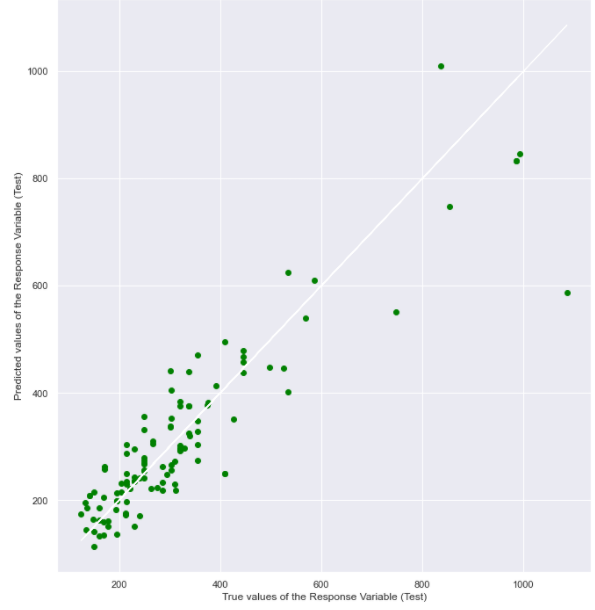 1000
800
600
400
200
Predicted values of the Response Variable (Test)
200 400 600 800 1000
True values of the Response Variable (Test)